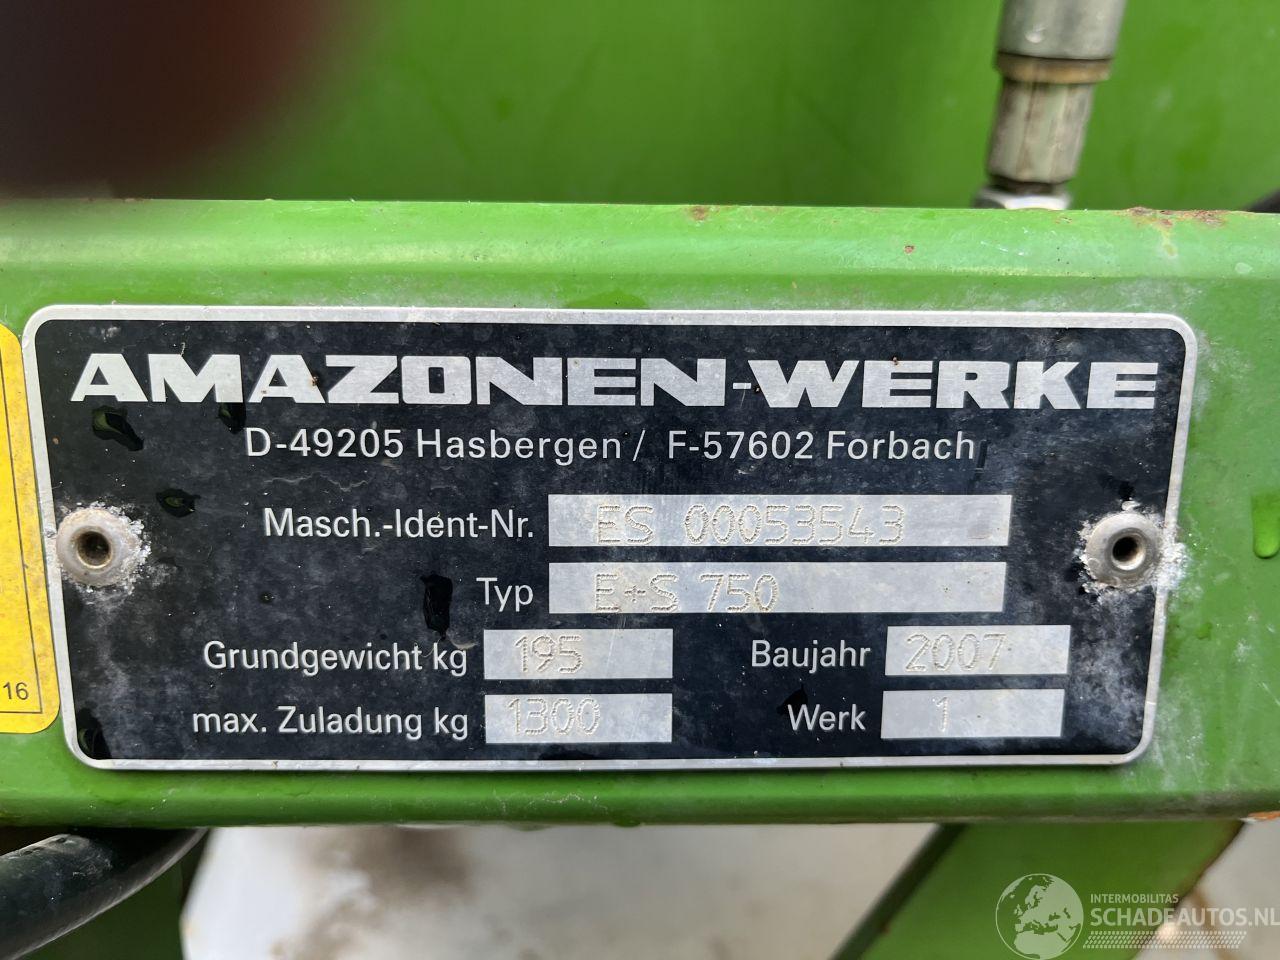 AMAZONEN-WERKE
D-49205 Hasbergen / F-57602 Forbach
Masch.-Ident-Nr. ES 00053543
Typ E+S 750
Grundgewicht kg 195 Baujahr 2007
max. Zuladung kg 1300 Werk 1
16
INTERMOBILITAS
SCHADEAUTOS.NL